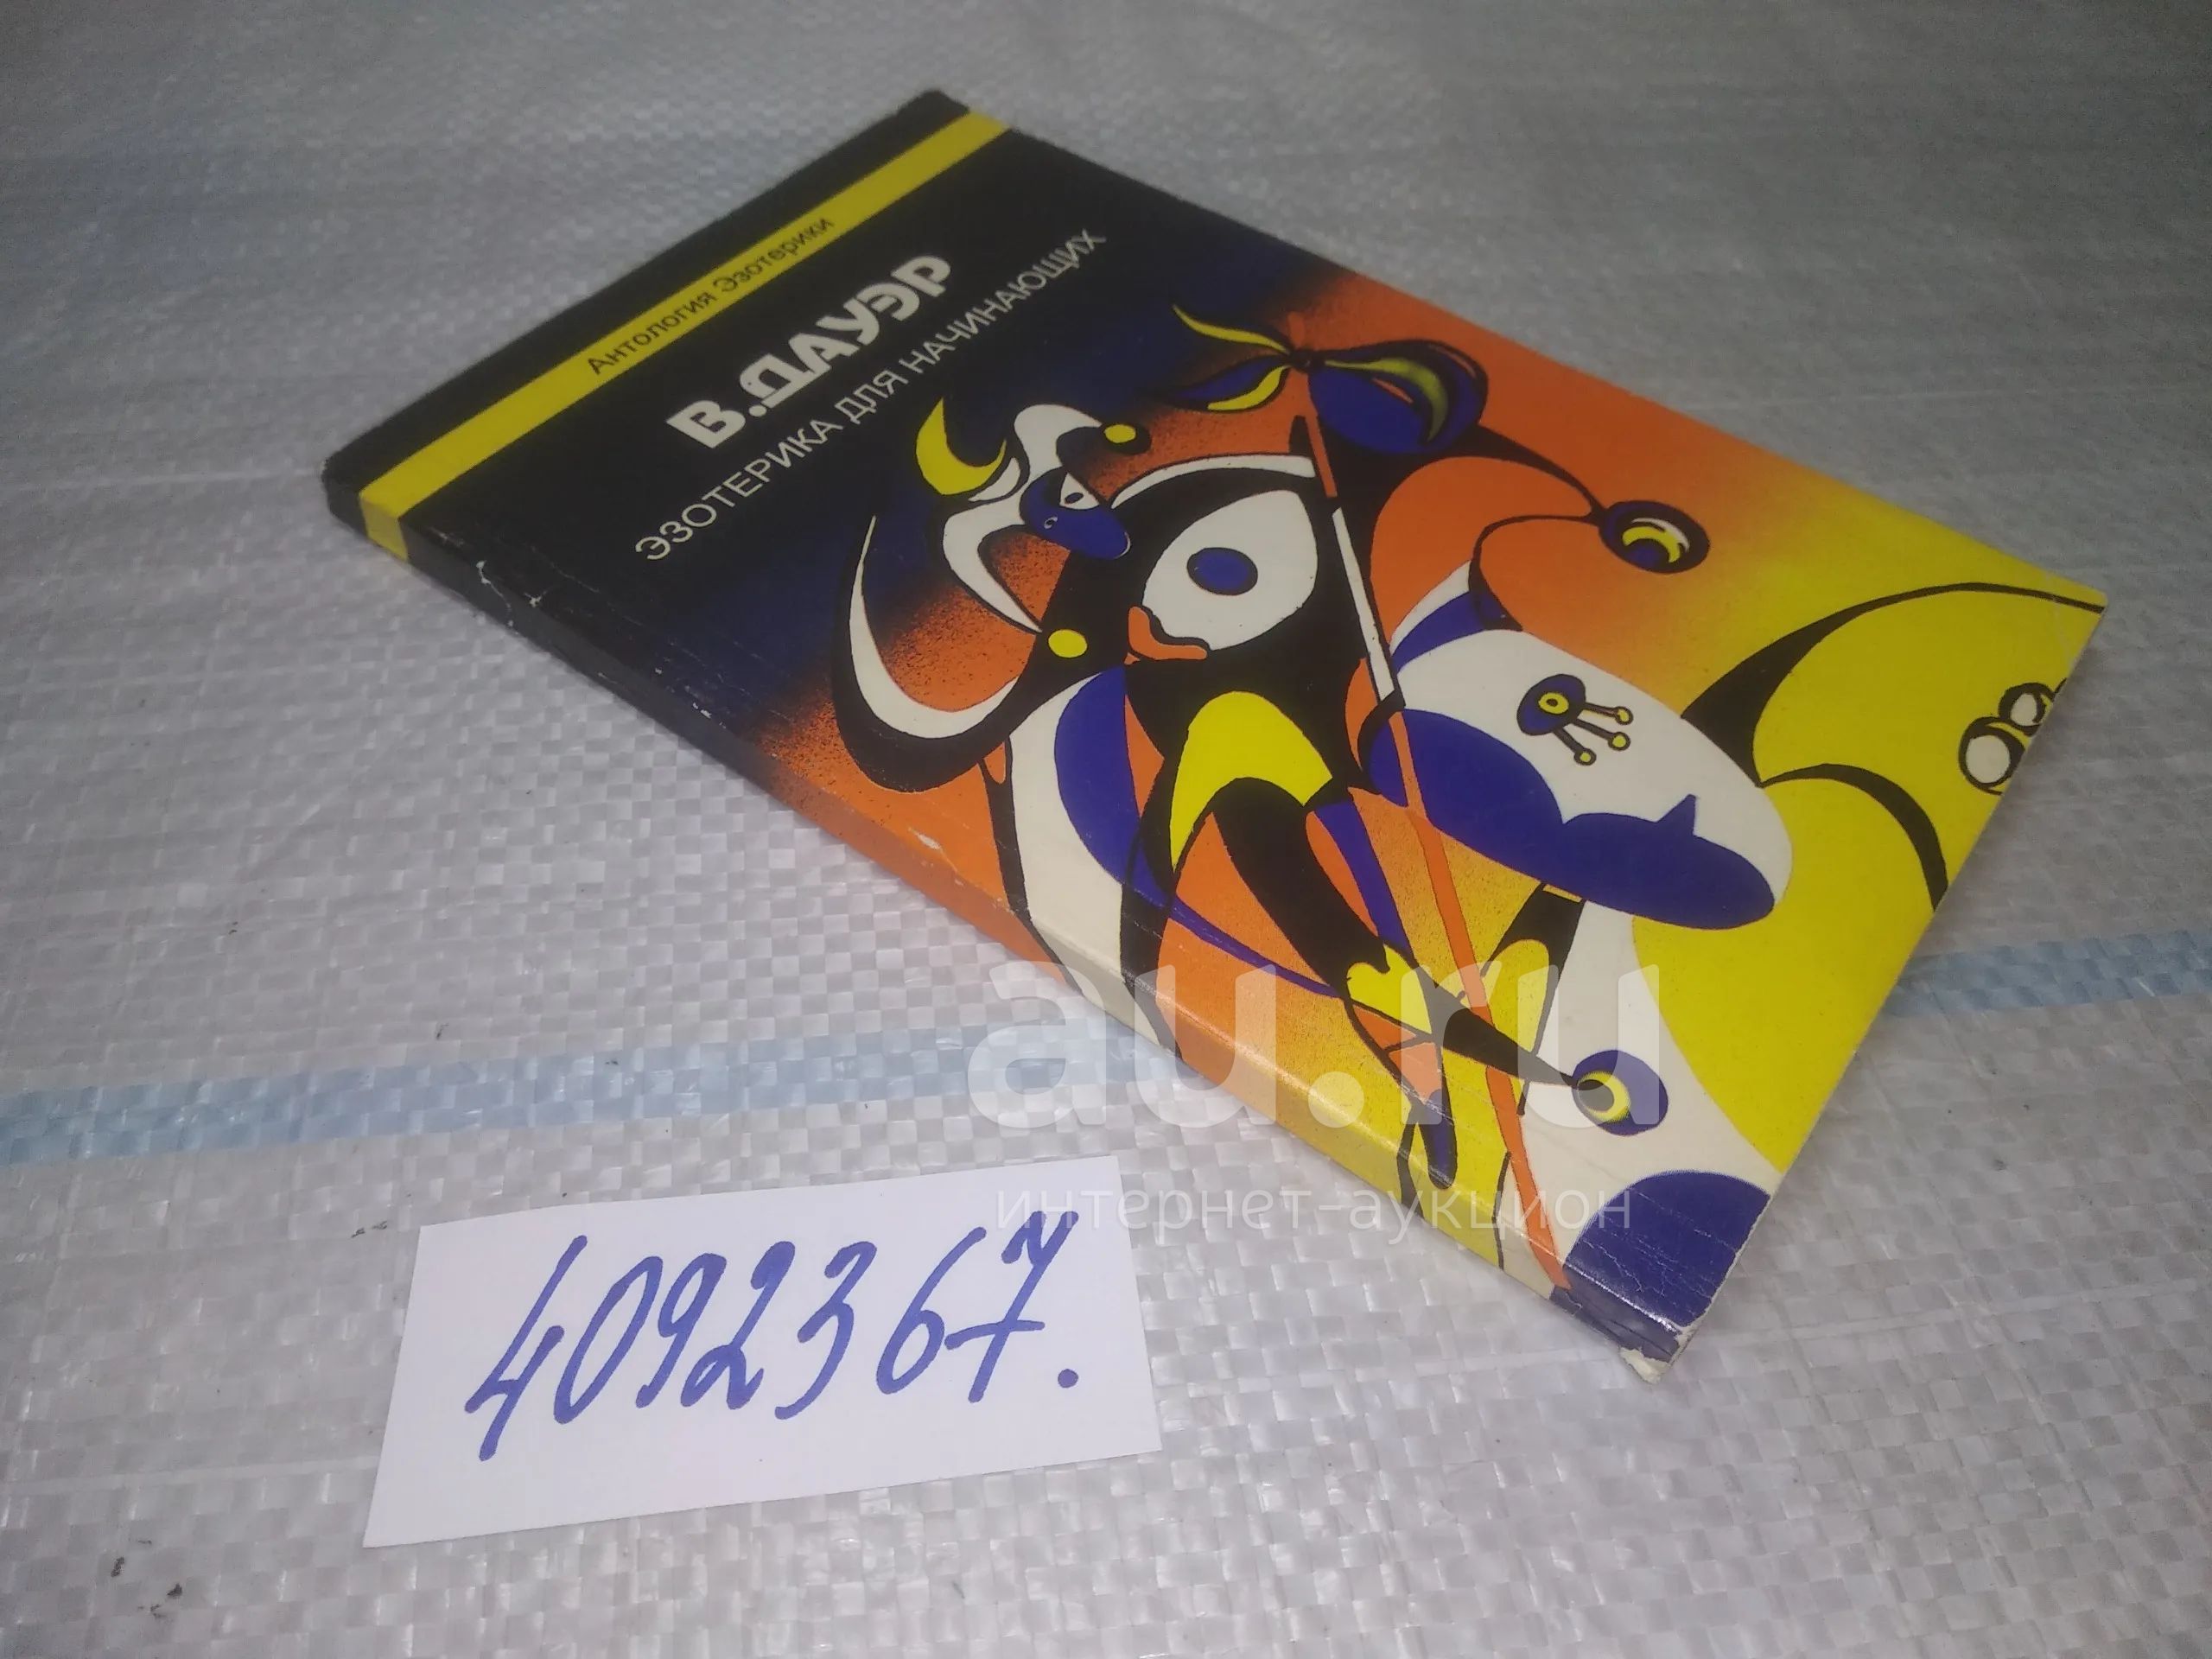 Антология Эзотерики
В.ДАУЭР
ЭЗОТЕРИКА ДЛЯ НАЧИНАЮЩИХ
au.ru
интернет-аукцион
4092367.